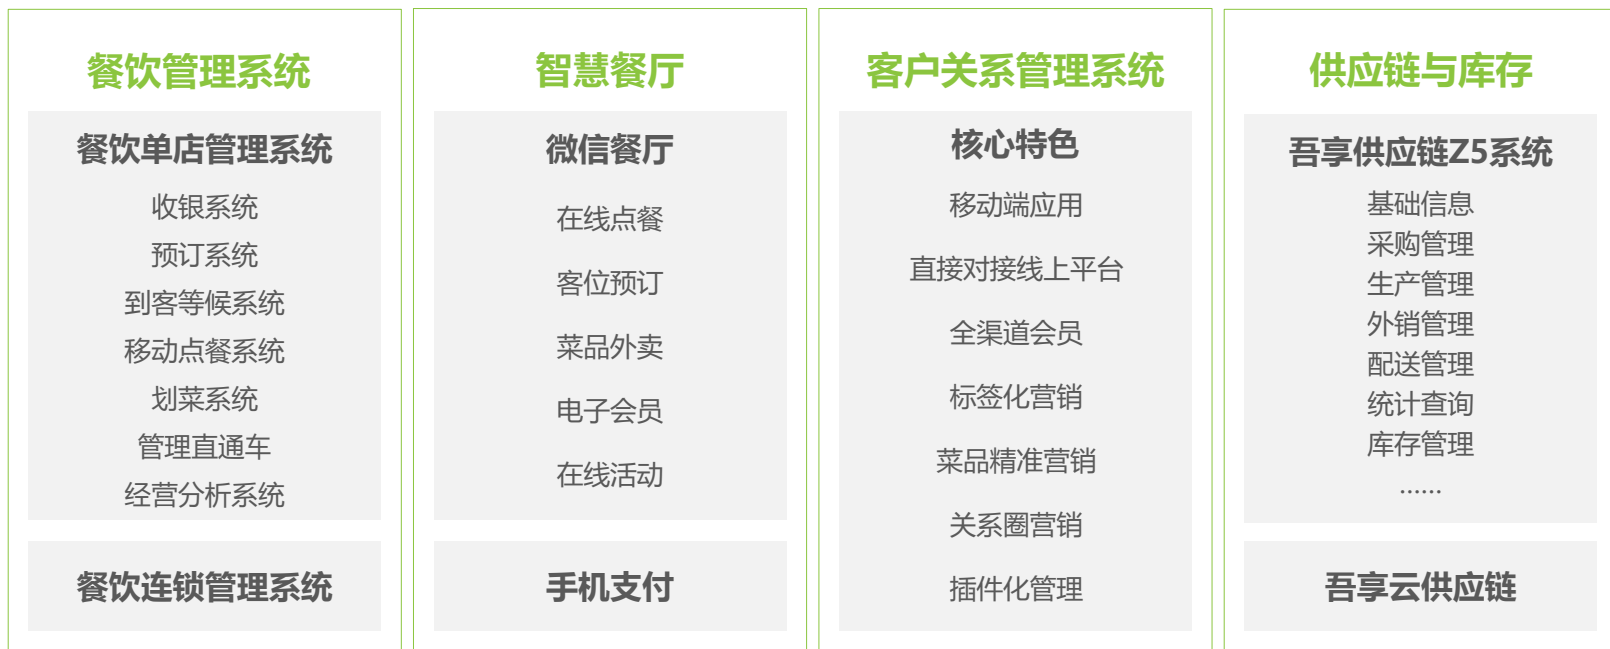 餐饮管理系统
餐饮单店管理系统
收银系统
预订系统
到客等候系统
移动点餐系统
划菜系统
管理直通车
经营分析系统
餐饮连锁管理系统
智慧餐厅
微信餐厅
在线点餐
客位预订
菜品外卖
电子会员
在线活动
手机支付
客户关系管理系统
核心特色
移动端应用
直接对接线上平台
全渠道会员
标签化营销
菜品精准营销
关系圈营销
插件化管理
供应链与库存
吾享供应链Z5系统
基础信息
采购管理
生产管理
外销管理
配送管理
统计查询
库存管理
......
吾享云供应链